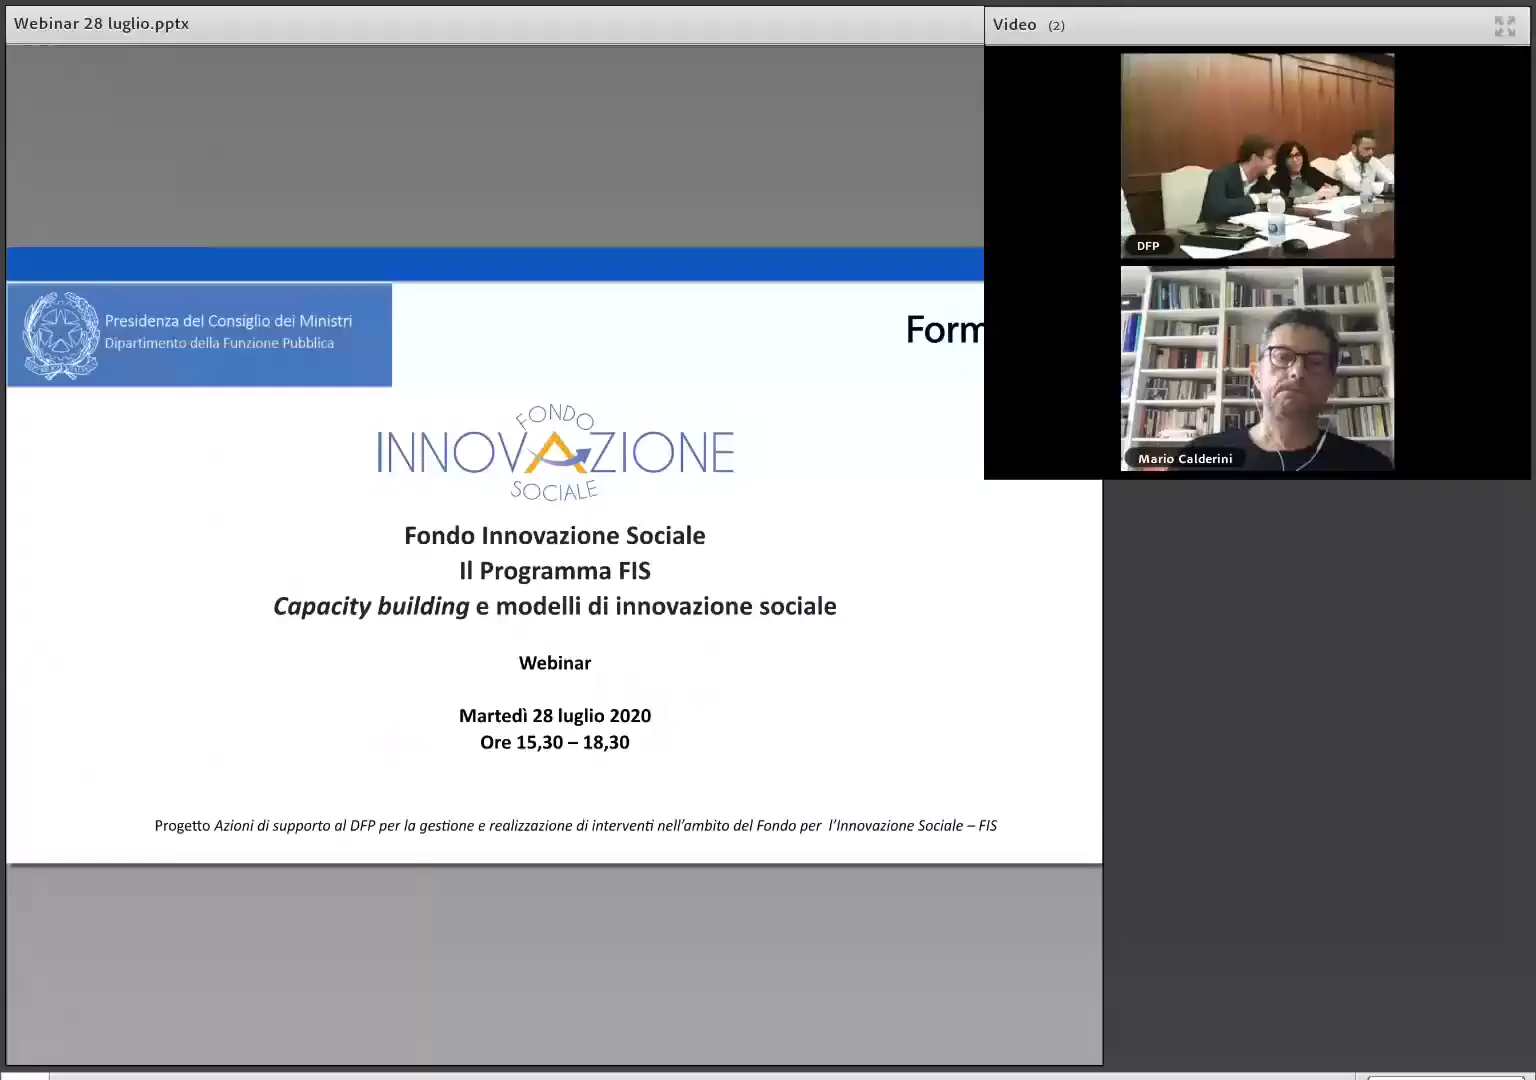 Webinar 28 luglio.pptx
Video (2)
DFP
Mario Calderini
Presidenza del Consiglio dei Ministri
Dipartimento della Funzione Pubblica
Form
FONDO
INNOVAZIONE
SOCIALE
Fondo Innovazione Sociale
Il Programma FIS
Capacity building e modelli di innovazione sociale
Webinar
Martedì 28 luglio 2020
Ore 15,30 – 18,30
Progetto Azioni di supporto al DFP per la gestione e realizzazione di interventi nell’ambito del Fondo per l’Innovazione Sociale – FIS